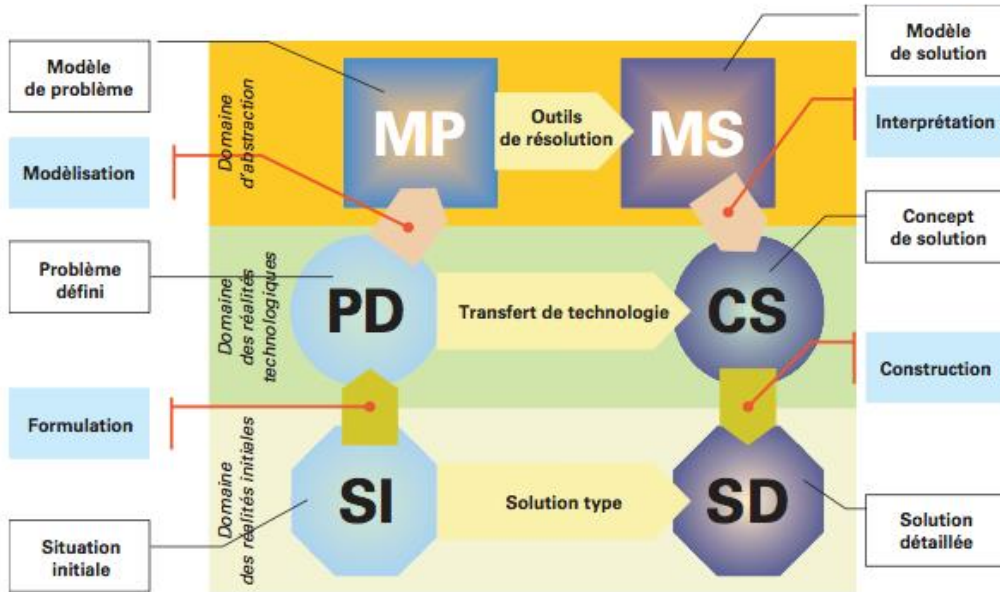 Modèle
de problème
Modèlisation
Problème
défini
Formulation
Situation
initiale
Domaine
d'abstraction
Domaine
des réalités
technologiques
Domaine
des réalités initiales
MP
Outils
de résolution
MS
PD
Transfert de technologie
CS
SI
Solution type
SD
Modèle
de solution
Interprétation
Concept
de solution
Construction
Solution
détaillée